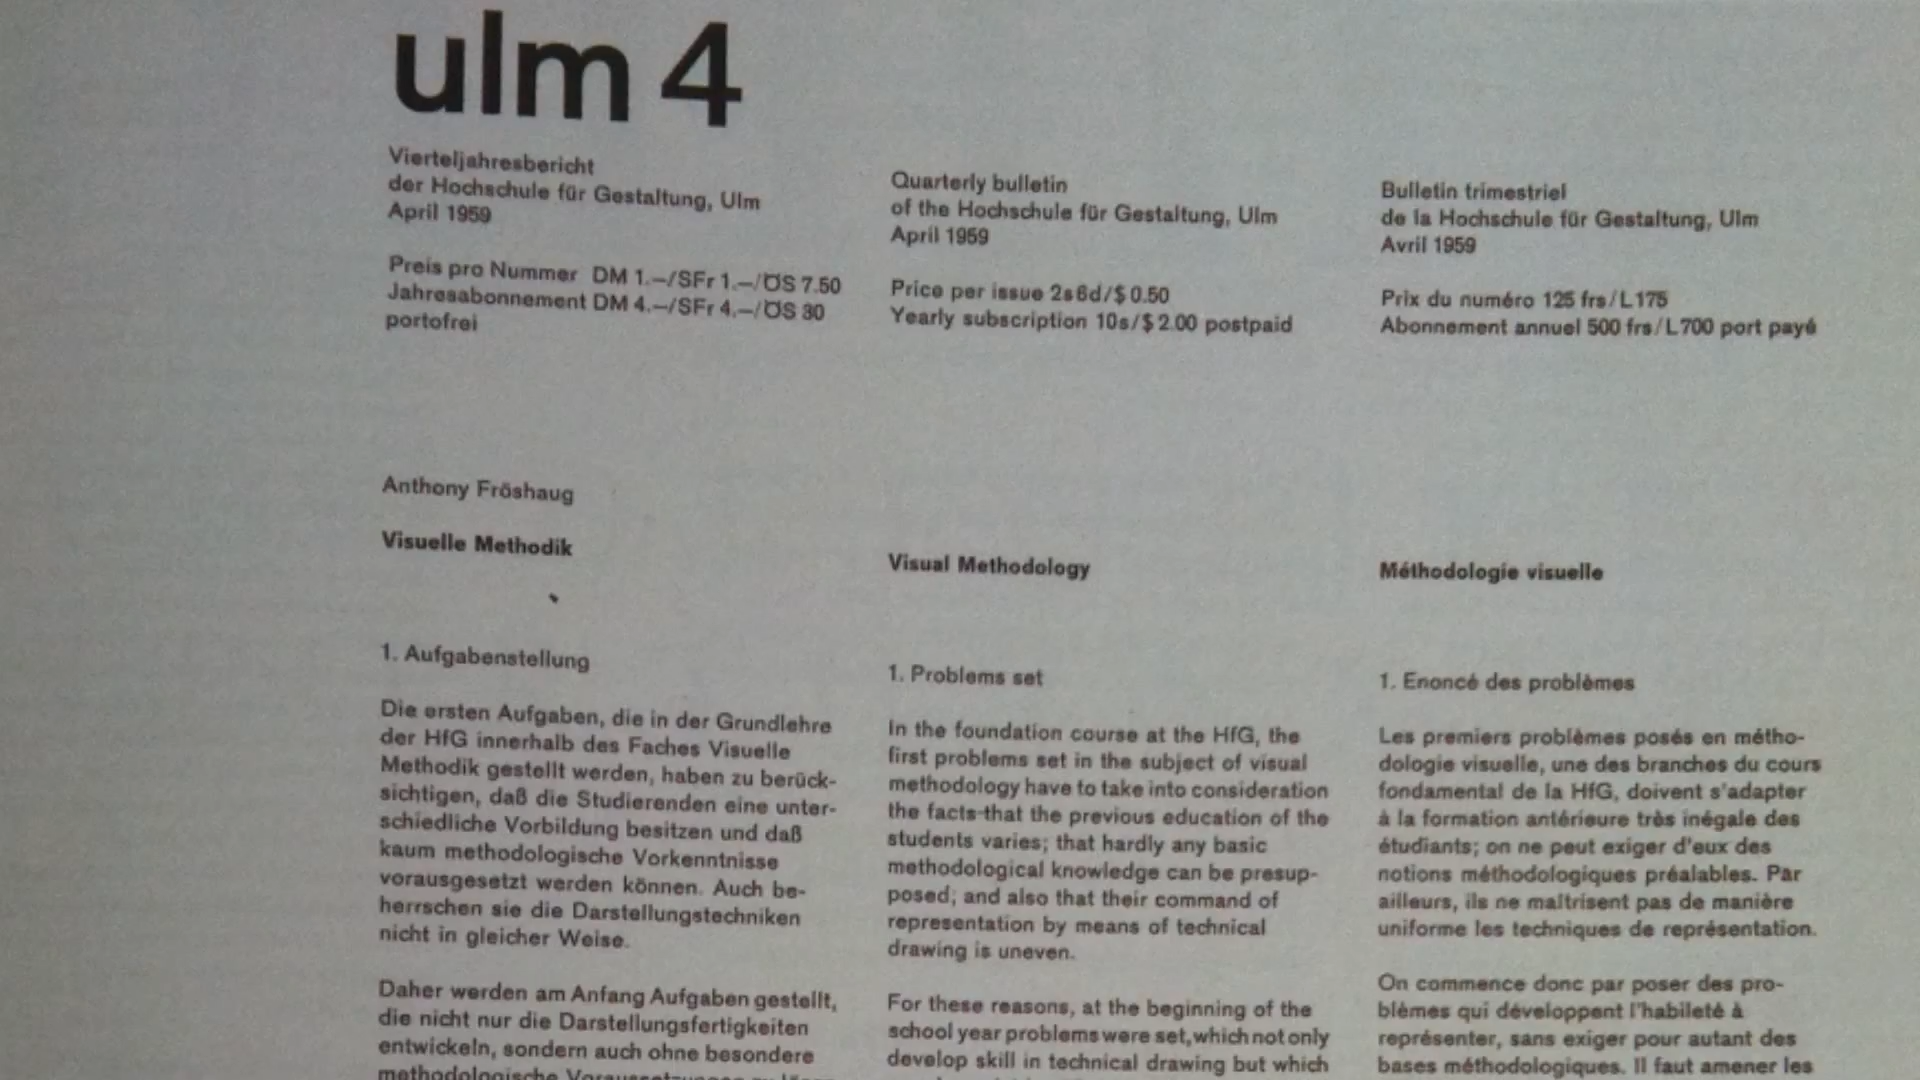 ulm 4
Vierteljahresbericht
der Hochschule für Gestaltung, Ulm
April 1959
Preis pro Nummer DM 1.–/SFr 1.–/ÖS 7.50
Jahresabonnement DM 4.–/SFr 4.–/ÖS 30
portofrei
Quarterly bulletin
of the Hochschule für Gestaltung, Ulm
April 1959
Price per issue 2s6d/$0.50
Yearly subscription 10s/$2.00 postpaid
Bulletin trimestriel
de la Hochschule für Gestaltung, Ulm
Avril 1959
Prix du numéro 125 frs/L175
Abonnement annuel 500 frs/L700 port payé
Anthony Fröshaug
Visuelle Methodik
1. Aufgabenstellung
Die ersten Aufgaben, die in der Grundlehre
der HfG innerhalb des Faches Visuelle
Methodik gestellt werden, haben zu berück-
sichtigen, daß die Studierenden eine unter-
schiedliche Vorbildung besitzen und daß
kaum methodologische Vorkenntnisse
vorausgesetzt werden können. Auch be-
herrschen sie die Darstellungstechniken
nicht in gleicher Weise.
Daher werden am Anfang Aufgaben gestellt,
die nicht nur die Darstellungsfertigkeiten
entwickeln, sondern auch ohne besondere
methodologische
Visual Methodology
1. Problems set
In the foundation course at the HfG, the
first problems set in the subject of visual
methodology have to take into consideration
the facts that the previous education of the
students varies; that hardly any basic
methodological knowledge can be presup-
posed; and also that their command of
representation by means of technical
drawing is uneven.
For these reasons, at the beginning of the
school year problems were set, which not only
develop skill in technical drawing but which
Méthodologie visuelle
1. Enoncé des problèmes
Les premiers problèmes posés en métho-
dologie visuelle, une des branches du cours
fondamental de la HfG, doivent s'adapter
à la formation antérieure très inégale des
étudiants; on ne peut exiger d'eux des
notions méthodologiques préalables. Par
ailleurs, ils ne maîtrisent pas de manière
uniforme les techniques de représentation.
On commence donc par poser des pro-
blèmes qui développent l'habileté à
représenter, sans exiger pour autant des
bases méthodologiques. Il faut amener les